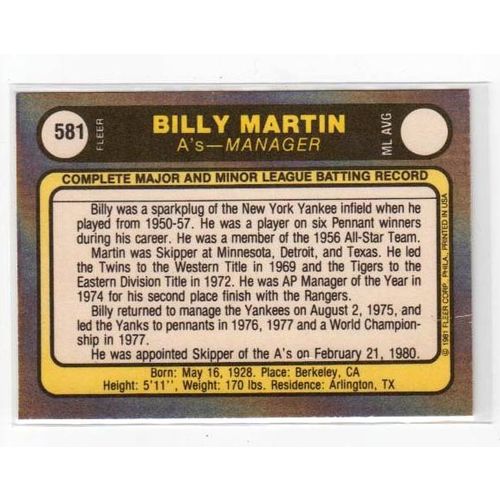 581
FLEER
BILLY MARTIN
A's—MANAGER
ML AVG
COMPLETE MAJOR AND MINOR LEAGUE BATTING RECORD
Billy was a sparkplug of the New York Yankee infield when he
played from 1950-57. He was a player on six Pennant winners
during his career. He was a member of the 1956 All-Star Team.
Martin was Skipper at Minnesota, Detroit, and Texas. He led
the Twins to the Western Title in 1969 and the Tigers to the
Eastern Division Title in 1972. He was AP Manager of the Year in
1974 for his second place finish with the Rangers.
Billy returned to manage the Yankees on August 2, 1975, and
led the Yanks to pennants in 1976, 1977 and a World Champion-
ship in 1977.
He was appointed Skipper of the A's on February 21, 1980.
Born: May 16, 1928. Place: Berkeley, CA
Height: 5'11'', Weight: 170 lbs. Residence: Arlington, TX
© 1981 FLEER CORP. PHILA., PRINTED IN USA